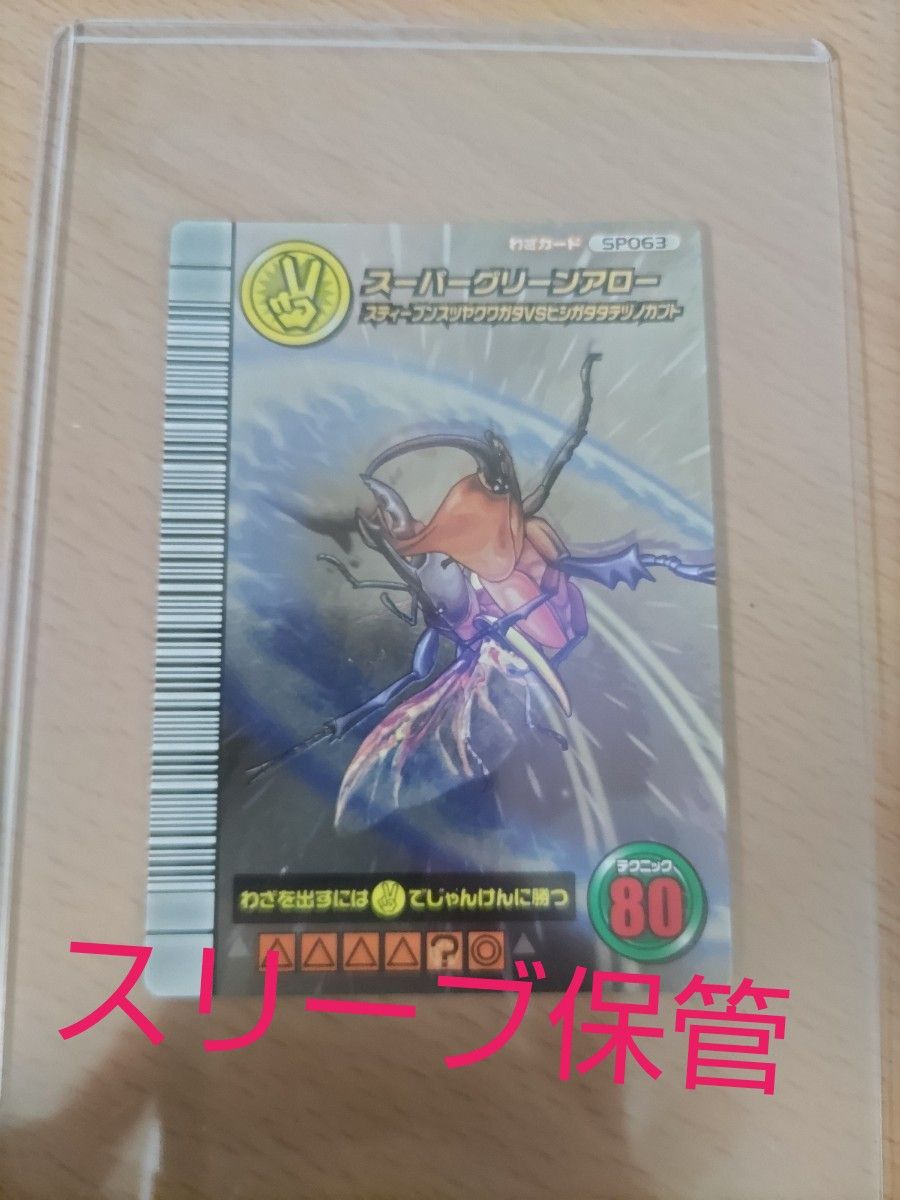 わざカード SP063
スーパーグリーンアロー
スティーブンスツヤクワガタVSヒシガタタテヅノカブト
わざを出すには でじゃんけんに勝つ
テクニック
80
?
スリーブ保管